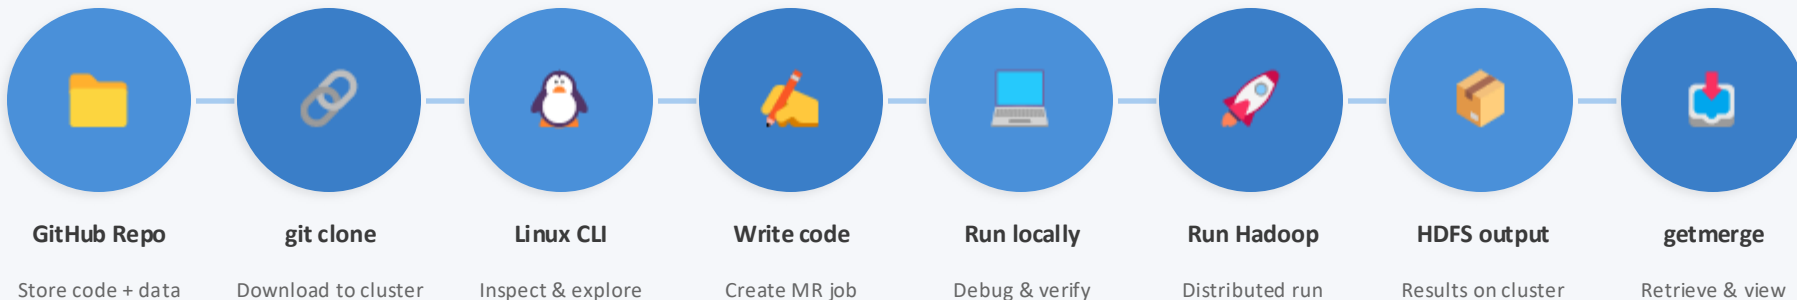 GitHub Repo git clone Linux CLI Write code Run locally Run Hadoop HDFS output getmerge
Store code + data Download to cluster Inspect & explore Create MR job Debug & verify Distributed run Results on cluster Retrieve & view